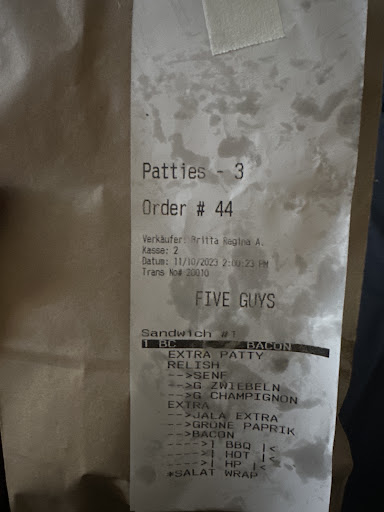 Patties - 3
Order # 44
Verkäufer: Britta Regina A.
Kasse: 2
Datum: 11/10/2023 2:00:23 PM
Trans No# 20010
FIVE GUYS
Sandwich #1
1 BC BACON
EXTRA PATTY
RELISH
-->SENF
-->G ZWIEBELN
-->G CHAMPIGNON
EXTRA
-->JALA EXTRA
-->GRÜNE PAPRIK
-->BACON
---->| BBQ |<
---->| HOT |<
---->| HP |<
*SALAT WRAP